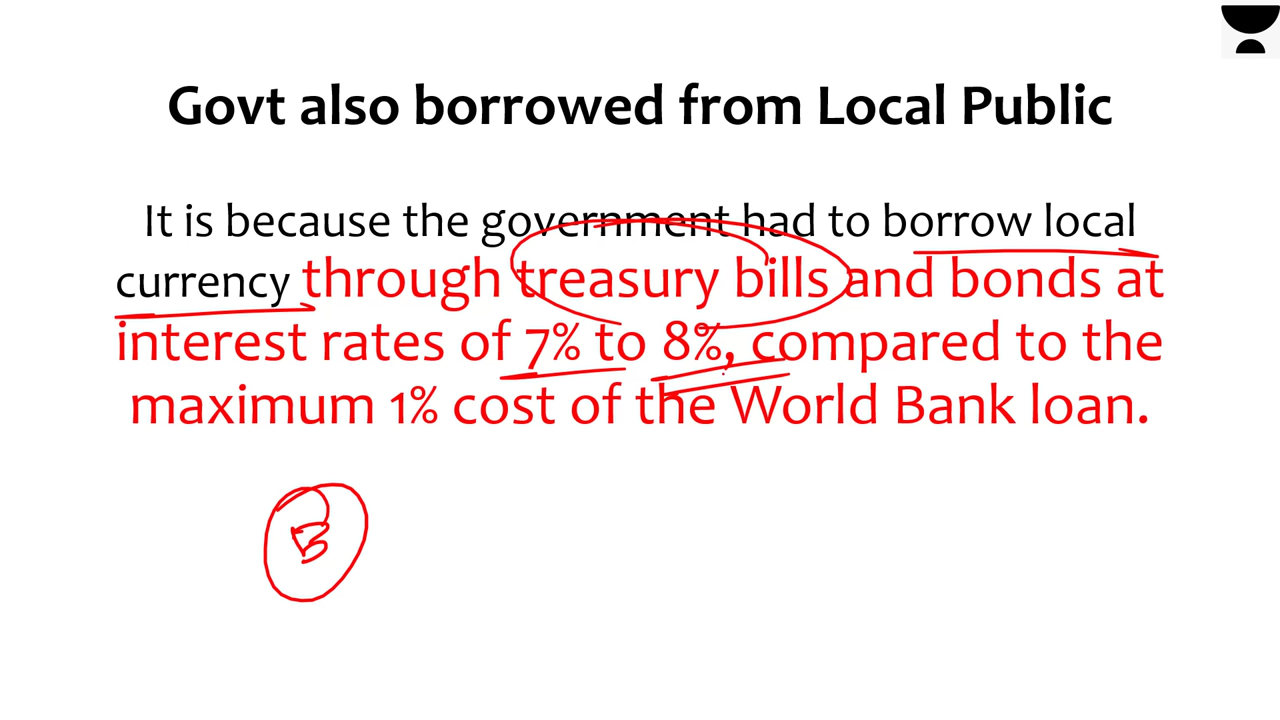 Govt also borrowed from Local Public
It is because the government had to borrow local
currency through treasury bills and bonds at
interest rates of 7% to 8%, compared to the
maximum 1% cost of the World Bank loan.
B